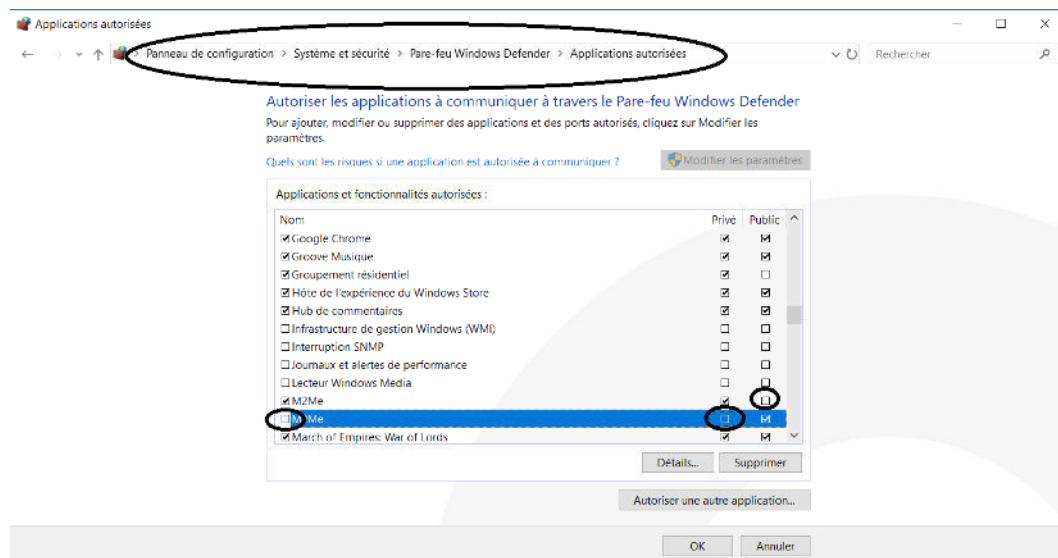 Applications autorisées
Panneau de configuration > Système et sécurité > Pare-feu Windows Defender > Applications autorisées
Rechercher
Autoriser les applications à communiquer à travers le Pare-feu Windows Defender
Pour ajouter, modifier ou supprimer des applications et des ports autorisés, cliquez sur Modifier les
paramètres.
Quels sont les risques si une application est autorisée à communiquer ?
Modifier les paramètres
Applications et fonctionnalités autorisées :
Nom Privé Public
Google Chrome
Groove Musique
Groupement résidentiel
Hôte de l'expérience du Windows Store
Hub de commentaires
Infrastructure de gestion Windows (WMI)
Interruption SNMP
Journaux et alertes de performance
Lecteur Windows Media
M2Me
M2Me
March of Empires: War of Lords
Détails... Supprimer
Autoriser une autre application...
OK Annuler